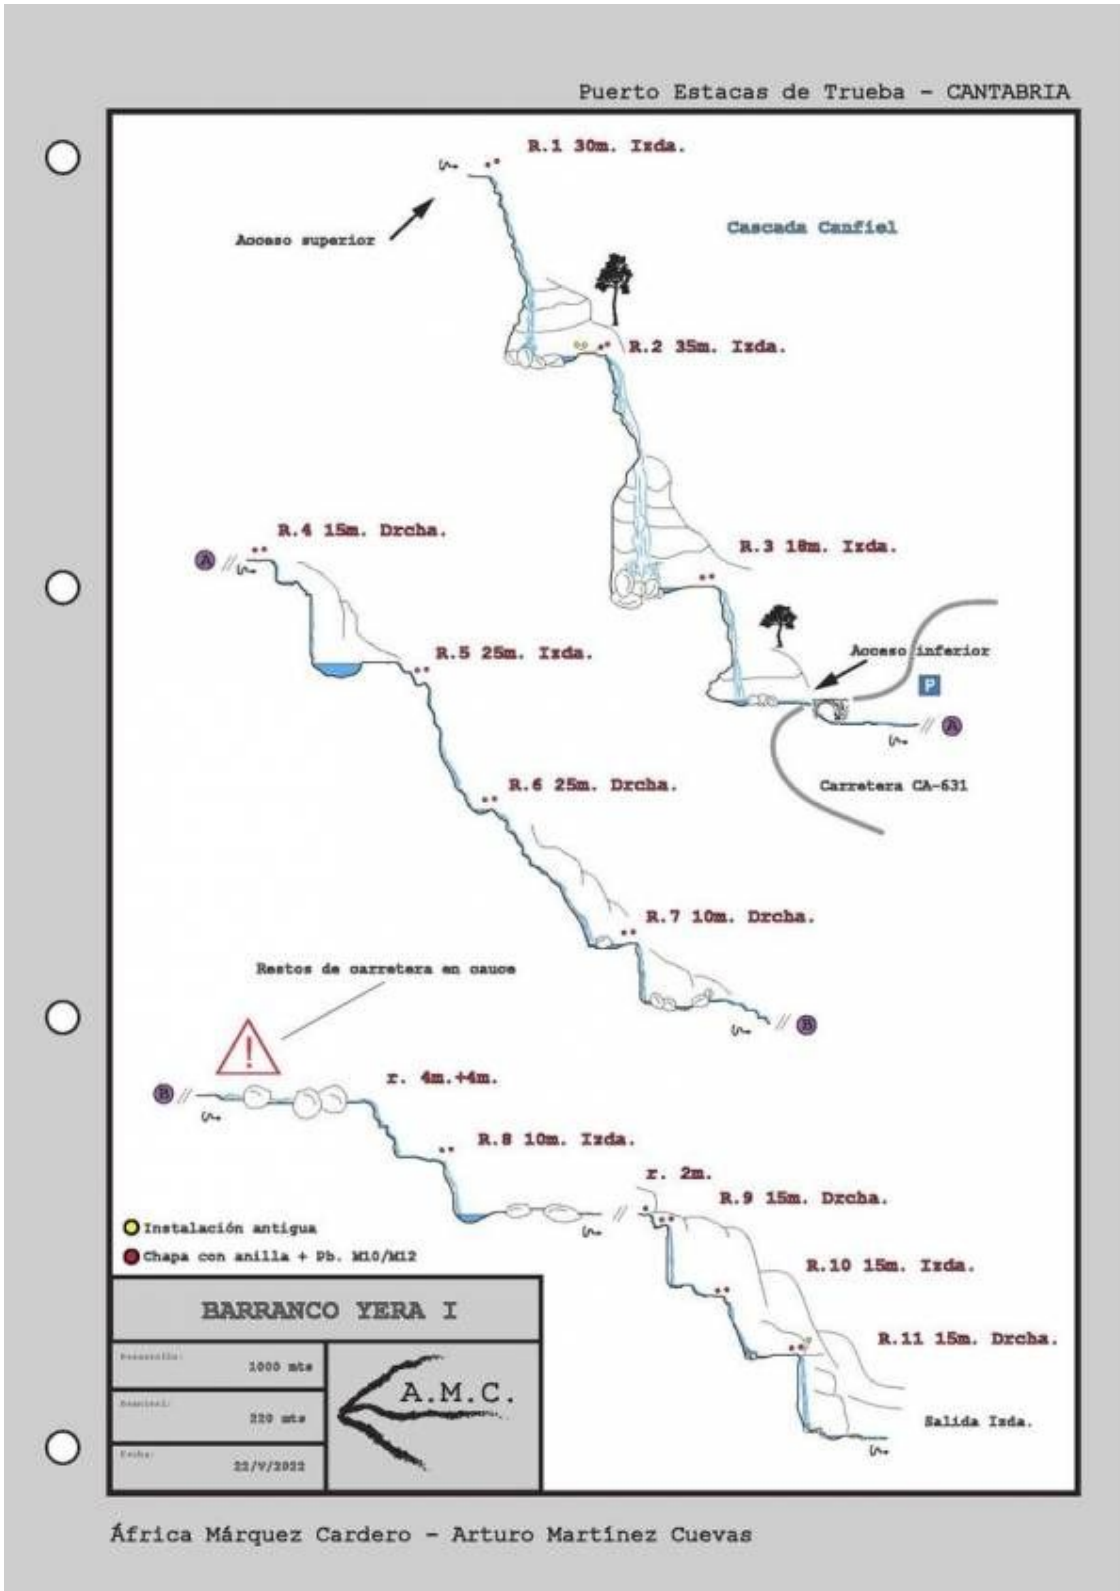 Puerto Estacas de Trueba - CANTABRIA
R.1 30m. Izda.
Acceso superior
Cascada Canfiel
R.2 35m. Izda.
R.3 18m. Izda.
R.4 15m. Drcha.
A
R.5 25m. Izda.
Acceso inferior
P
A
Carretera CA-631
R.6 25m. Drcha.
R.7 10m. Drcha.
Restos de carretera en cauce
!
B
B
r. 4m.+4m.
R.8 10m. Izda.
r. 2m.
R.9 15m. Drcha.
R.10 15m. Izda.
R.11 15m. Drcha.
Salida Izda.
Instalación antigua
Chapa con anilla + Pb. M10/M12
BARRANCO YERA I
Desarrollo:
1000 mts
Desnivel:
220 mts
Fecha:
22/V/2022
A.M.C.
África Márquez Cardero - Arturo Martínez Cuevas